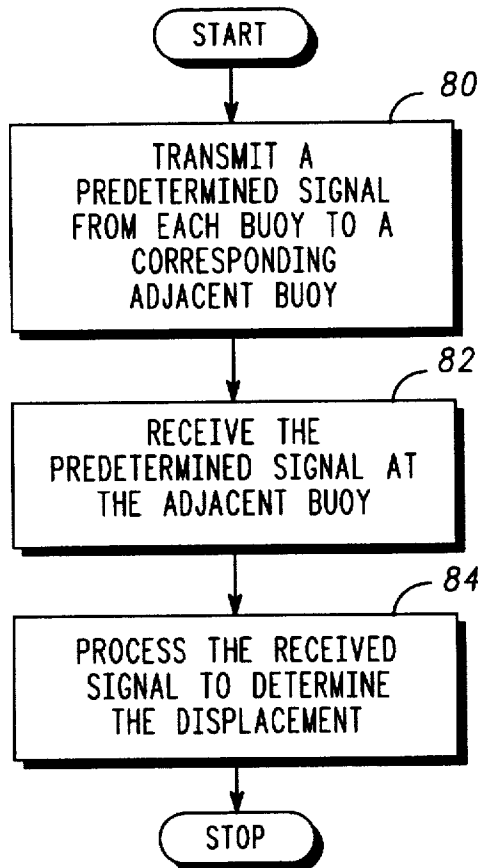 START
80
TRANSMIT A
PREDETERMINED SIGNAL
FROM EACH BUOY TO A
CORRESPONDING
ADJACENT BUOY
82
RECEIVE THE
PREDETERMINED SIGNAL AT
THE ADJACENT BUOY
84
PROCESS THE RECEIVED
SIGNAL TO DETERMINE
THE DISPLACEMENT
STOP